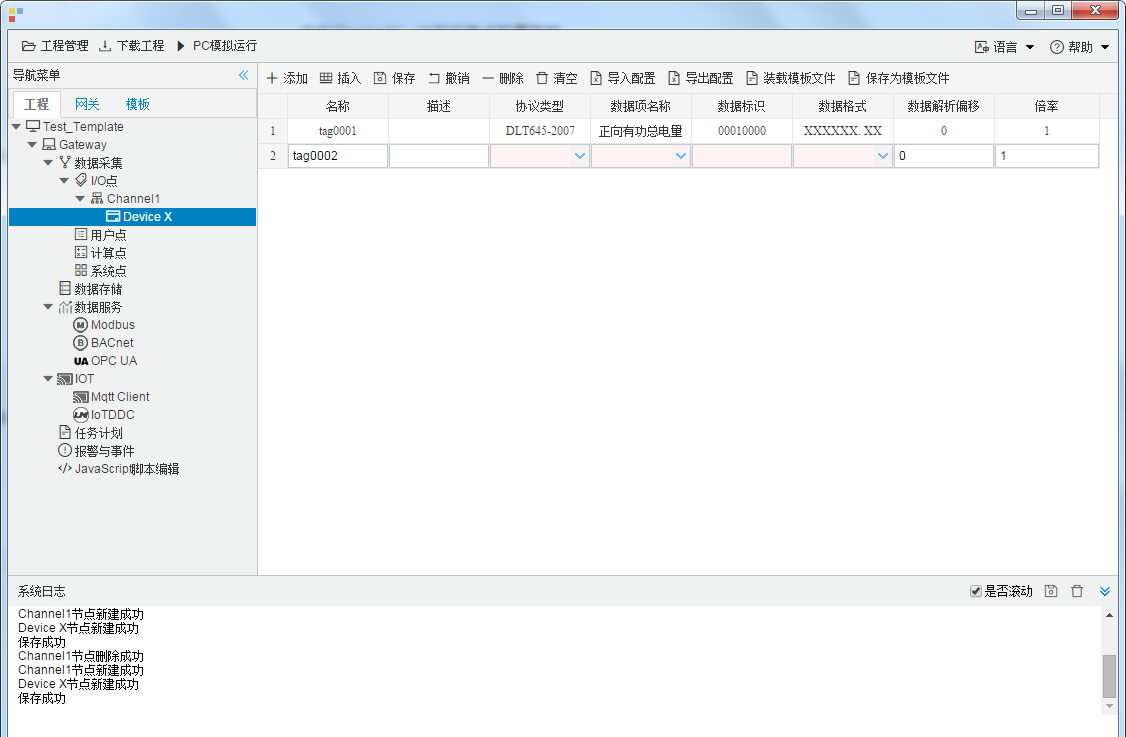 工程管理 下载工程 PC模拟运行 语言 帮助
导航菜单
工程 网关 模板
Test_Template
Gateway
数据采集
I/O点
Channel1
Device X
用户点
计算点
系统点
数据存储
数据服务
M Modbus
B BACnet
UA OPC UA
IOT
Mqtt Client
IoTDDC
任务计划
报警与事件
JavaScript脚本编辑
添加 插入 保存 撤销 删除 清空 导入配置 导出配置 装载模板文件 保存为模板文件
名称 描述 协议类型 数据项名称 数据标识 数据格式 数据解析偏移 倍率
1 tag0001 DLT645-2007 正向有功总电量 00010000 XXXXXX. XX 0 1
2 tag0002 0 1
系统日志 是否滚动
Channel1节点新建成功
Device X节点新建成功
保存成功
Channel1节点删除成功
Channel1节点新建成功
Device X节点新建成功
保存成功